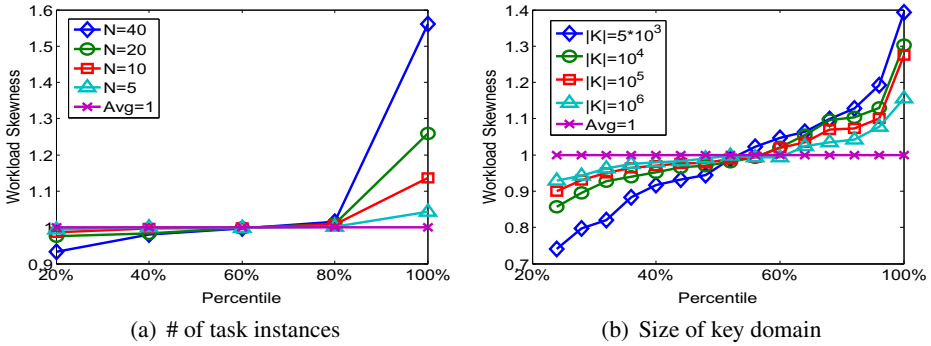 1.6
1.5
1.4
1.3
1.2
1.1
1
0.9
Workload Skewness
N=40
N=20
N=10
N=5
Avg=1
20%
40%
60%
80%
100%
Percentile
(a) # of task instances
1.4
1.3
1.2
1.1
1
0.9
0.8
0.7
Workload Skewness
|K|=5*10³
|K|=10⁴
|K|=10⁵
|K|=10⁶
Avg=1
20%
40%
60%
80%
100%
Percentile
(b) Size of key domain